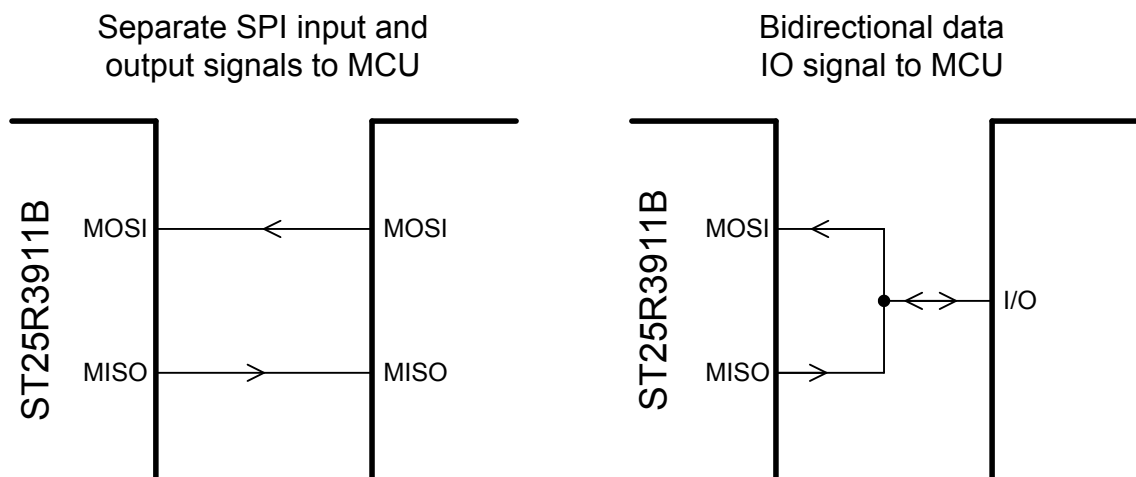 Separate SPI input and
output signals to MCU
ST25R3911B
MOSI
MOSI
MISO
MISO
Bidirectional data
IO signal to MCU
ST25R3911B
MOSI
I/O
MISO